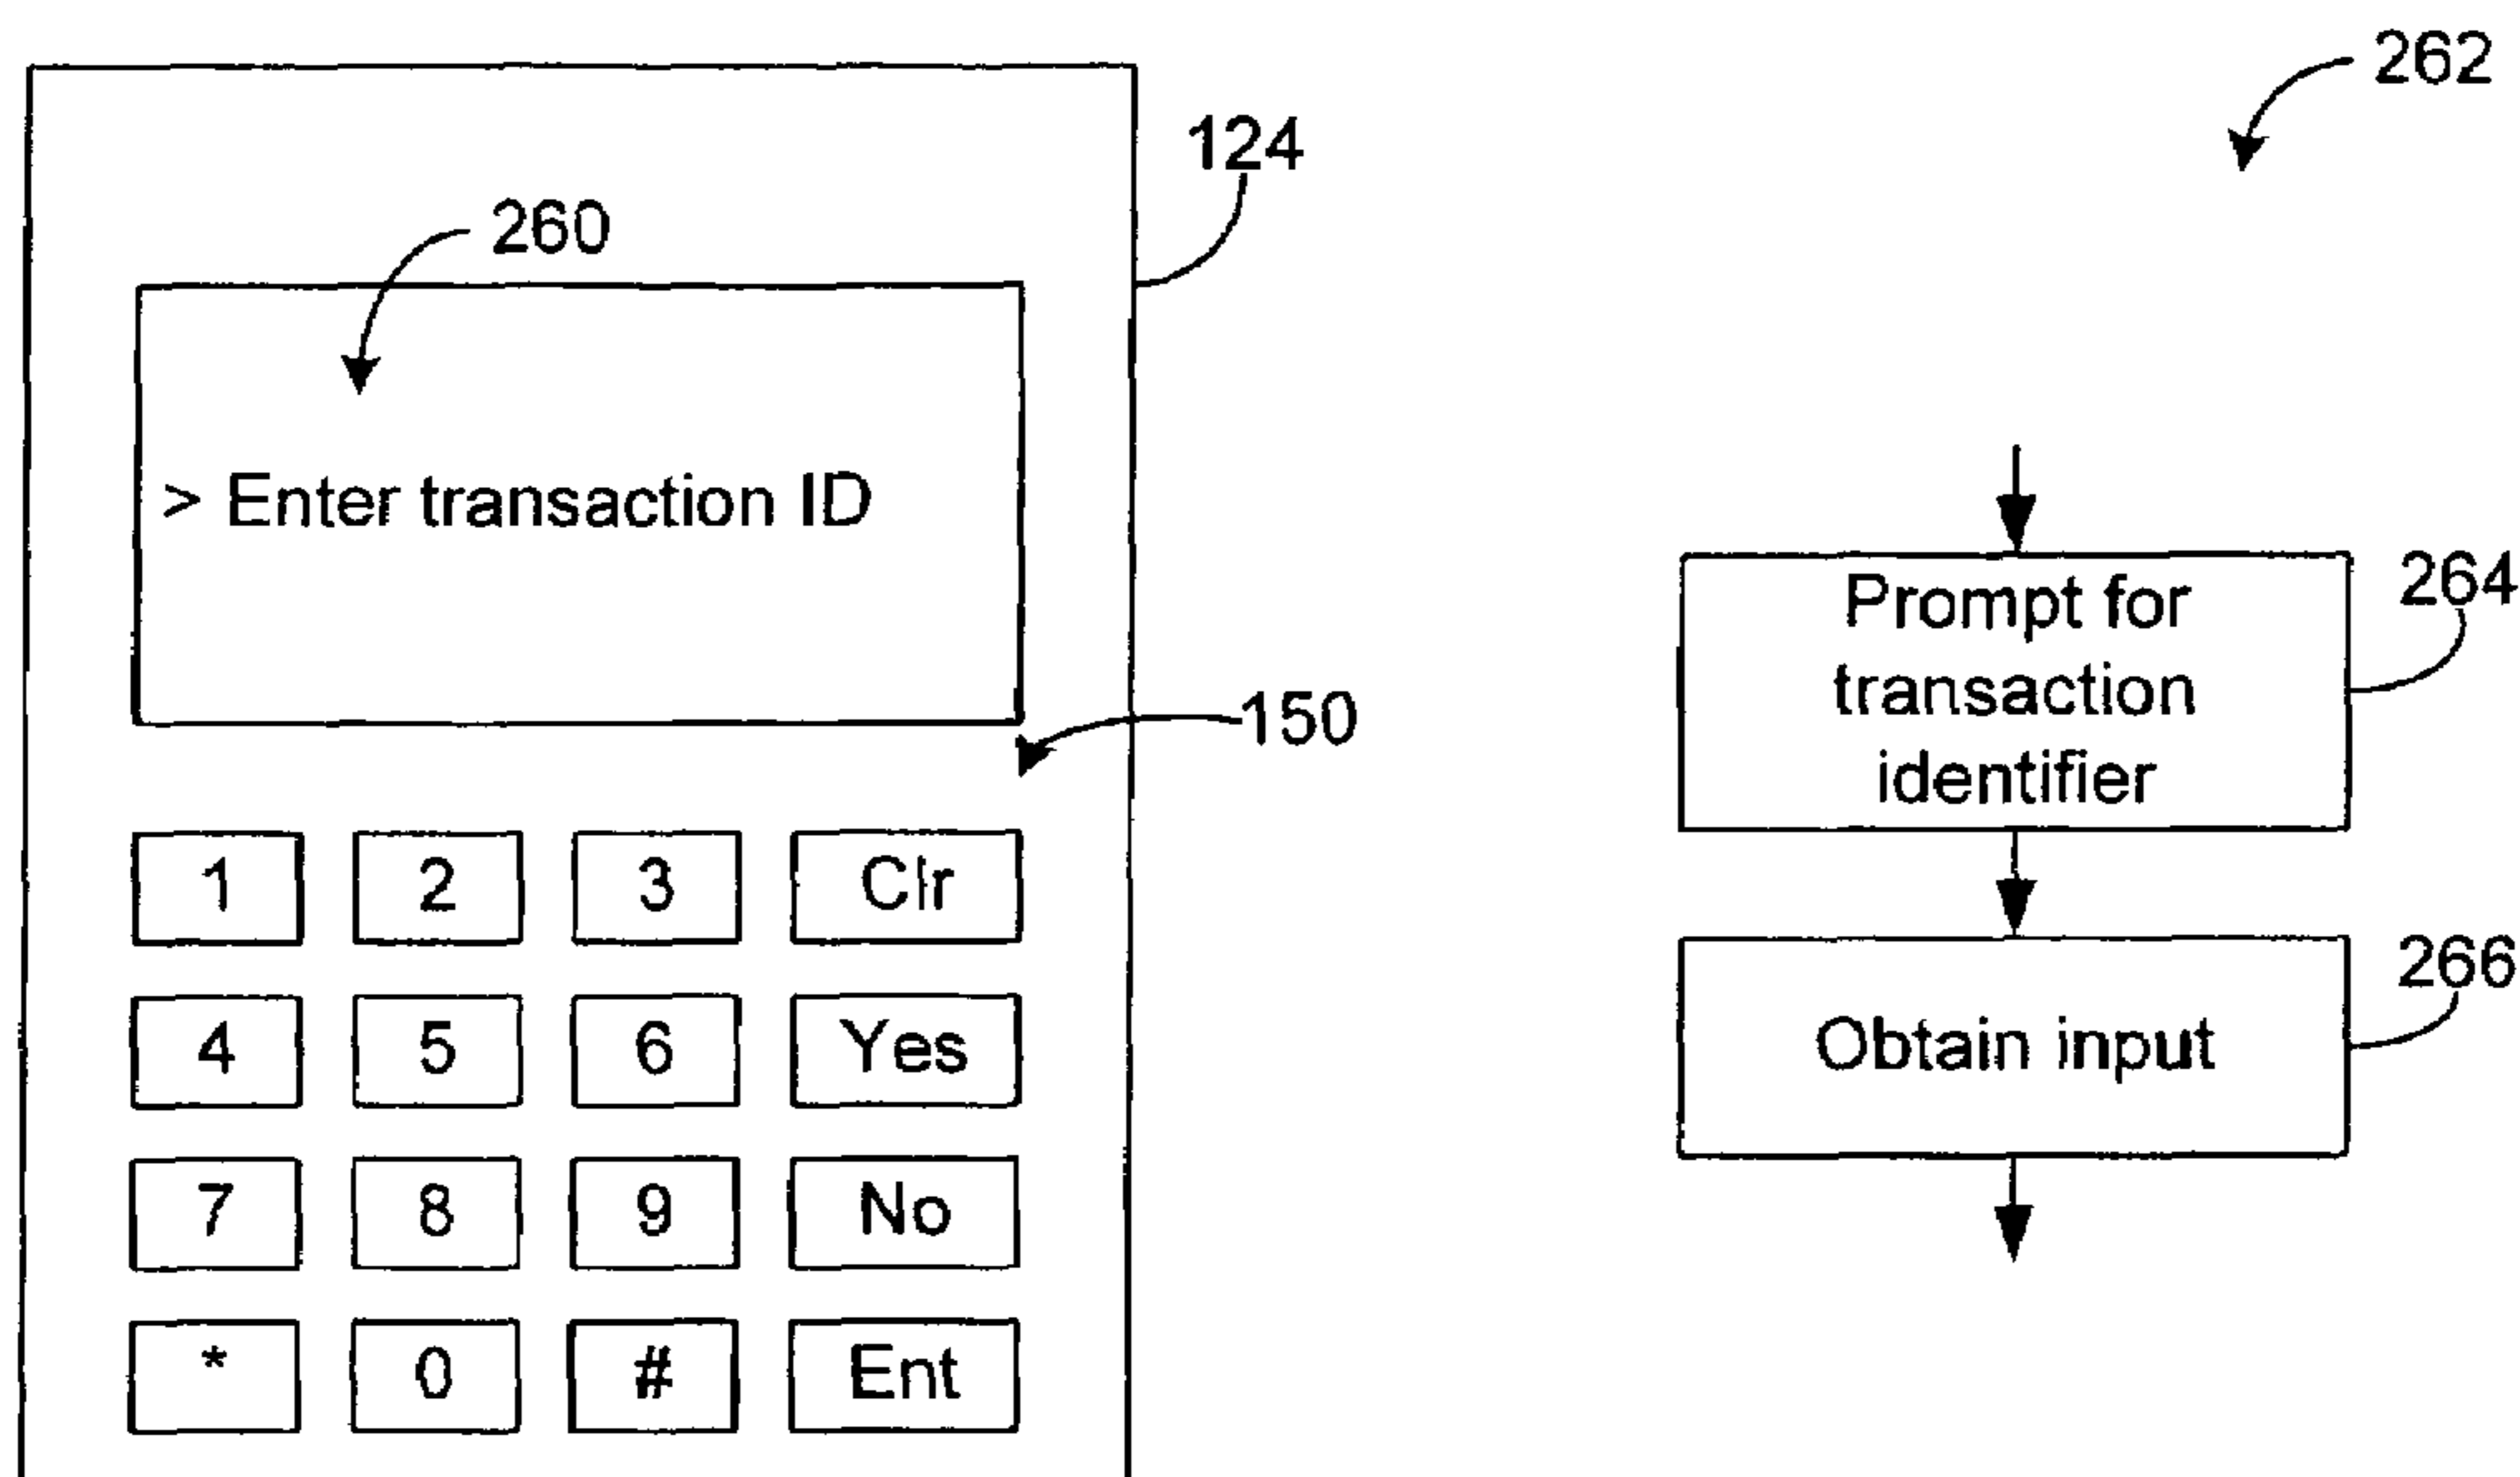 262
124
260
> Enter transaction ID
150
1 2 3 Clr
4 5 6 Yes
7 8 9 No
* 0 # Ent
Prompt for
transaction
identifier
264
266
Obtain input